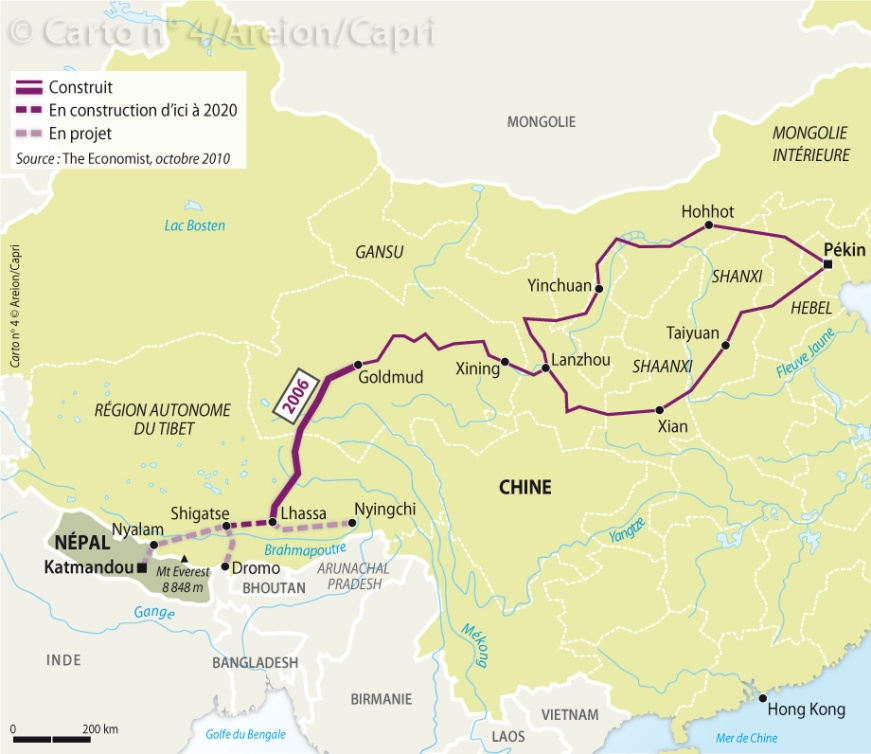 © Carto n° 4//Areion/Capri
Construit
En construction d'ici à 2020
En projet
Source : The Economist, octobre 2010
MONGOLIE
MONGOLIE
INTÉRIEURE
Lac Bosten
Hohhot
GANSU
Pékin
SHANXI
Yinchuan
HEBEL
Carto n° 4 © Areion/Capri
Taiyuan
Fleuve Jaune
Lanzhou
Xining
SHAANXI
Goldmud
2006
RÉGION AUTONOME
DU TIBET
Xian
CHINE
Shigatse
Lhassa
Nyingchi
Nyalam
Yangtze
NÉPAL
Brahmapoutre
Katmandou
Mt Everest
8 848 m
Dromo
ARUNACHAL
PRADESH
BHOUTAN
Gange
Mékong
INDE
BANGLADESH
BIRMANIE
Hong Kong
VIETNAM
LAOS
0
200 km
Golfe du Bengale
Mer de Chine